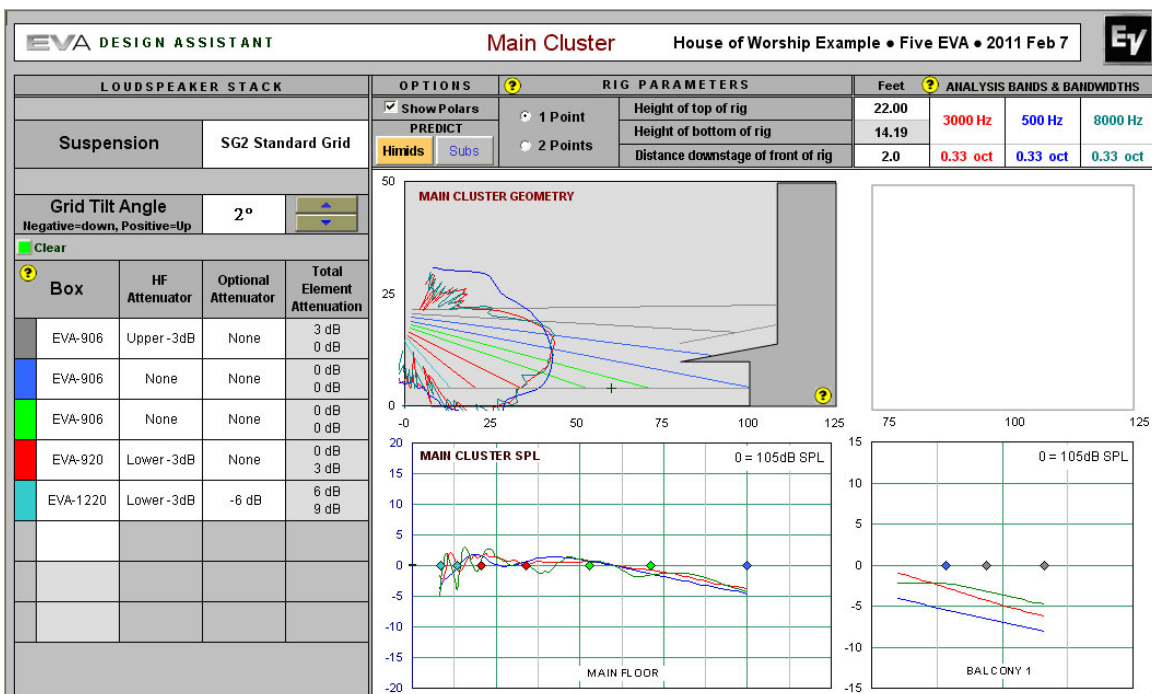 EVA DESIGN ASSISTANT
Main Cluster
House of Worship Example • Five EVA • 2011 Feb 7
EV
LOUDSPEAKER STACK
OPTIONS
? RIG PARAMETERS
Feet
? ANALYSIS BANDS & BANDWIDTHS
Suspension
SG2 Standard Grid
Show Polars
PREDICT
Himids
Subs
1 Point
2 Points
Height of top of rig
22.00
Height of bottom of rig
14.19
Distance downstage of front of rig
2.0
3000 Hz
500 Hz
8000 Hz
0.33 oct
0.33 oct
0.33 oct
Grid Tilt Angle
Negative=down, Positive=Up
2°
Clear
?
Box
HF Attenuator
Optional Attenuator
Total Element Attenuation
EVA-906
Upper-3dB
None
3 dB
0 dB
EVA-906
None
None
0 dB
0 dB
EVA-906
None
None
0 dB
0 dB
EVA-920
Lower-3dB
None
0 dB
3 dB
EVA-1220
Lower-3dB
-6 dB
6 dB
9 dB
MAIN CLUSTER GEOMETRY
50
25
0
-0
25
50
75
100
125
?
75
100
125
MAIN CLUSTER SPL
0 = 105dB SPL
20
15
10
5
0
-5
-10
-15
-20
MAIN FLOOR
0 = 105dB SPL
15
10
5
0
-5
-10
-15
BALCONY 1